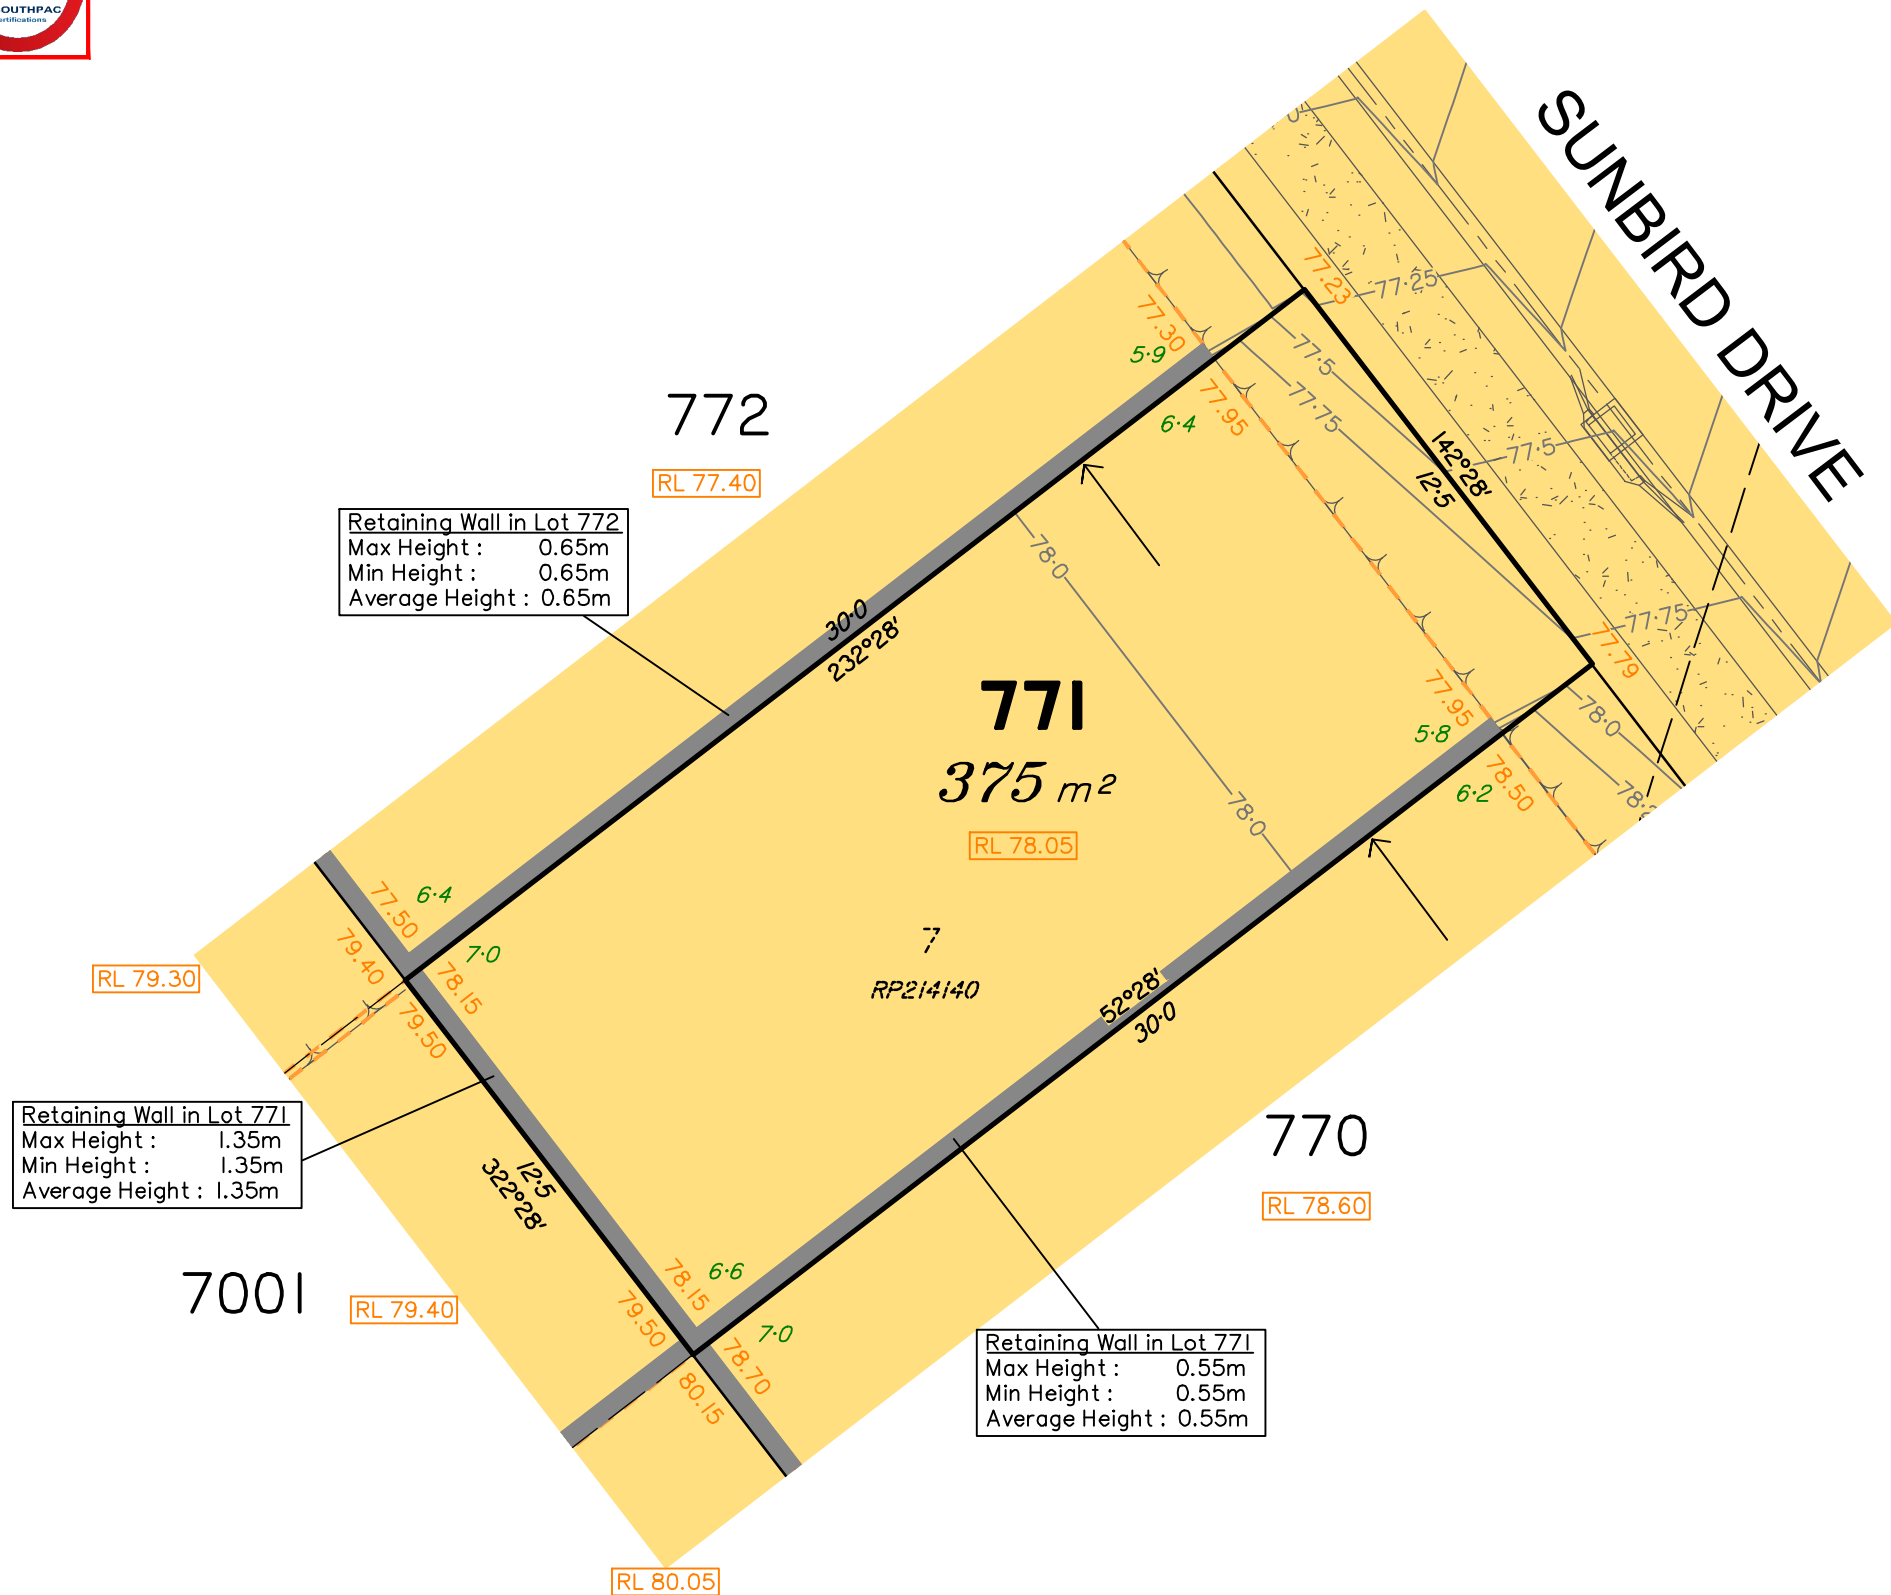 SOUTHPAC
ertifications
SUNBIRD DRIVE
77.23
77·25
77.30
5·9
77·5
77·75
77.95
6·4
142°28'
12·5
77·5
772
RL 77.40
Retaining Wall in Lot 772
Max Height : 0.65m
Min Height : 0.65m
Average Height : 0.65m
78·0
30·0
232°28'
77·75
77.79
771
375 m²
RL 78.05
77.95
5·8
78·0
78.50
6·2
78·0
78·2
77.50
6·4
79.40
7·0
78.15
RL 79.30
79.50
7
RP214140
52°28'
30·0
Retaining Wall in Lot 771
Max Height : 1.35m
Min Height : 1.35m
Average Height : 1.35m
12·5
322°28'
770
RL 78.60
7001
RL 79.40
78.15
6·6
79.50
7·0
78.70
80.15
Retaining Wall in Lot 771
Max Height : 0.55m
Min Height : 0.55m
Average Height : 0.55m
RL 80.05